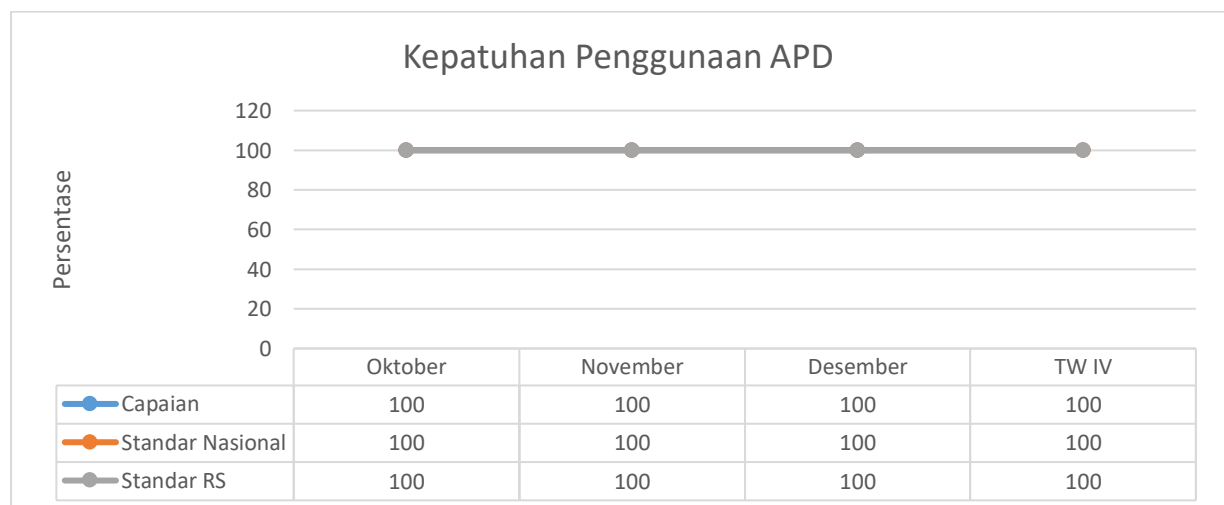 Kepatuhan Penggunaan APD
Persentase
120
100
80
60
40
20
0
Oktober November Desember TW IV
Capaian 100 100 100 100
Standar Nasional 100 100 100 100
Standar RS 100 100 100 100